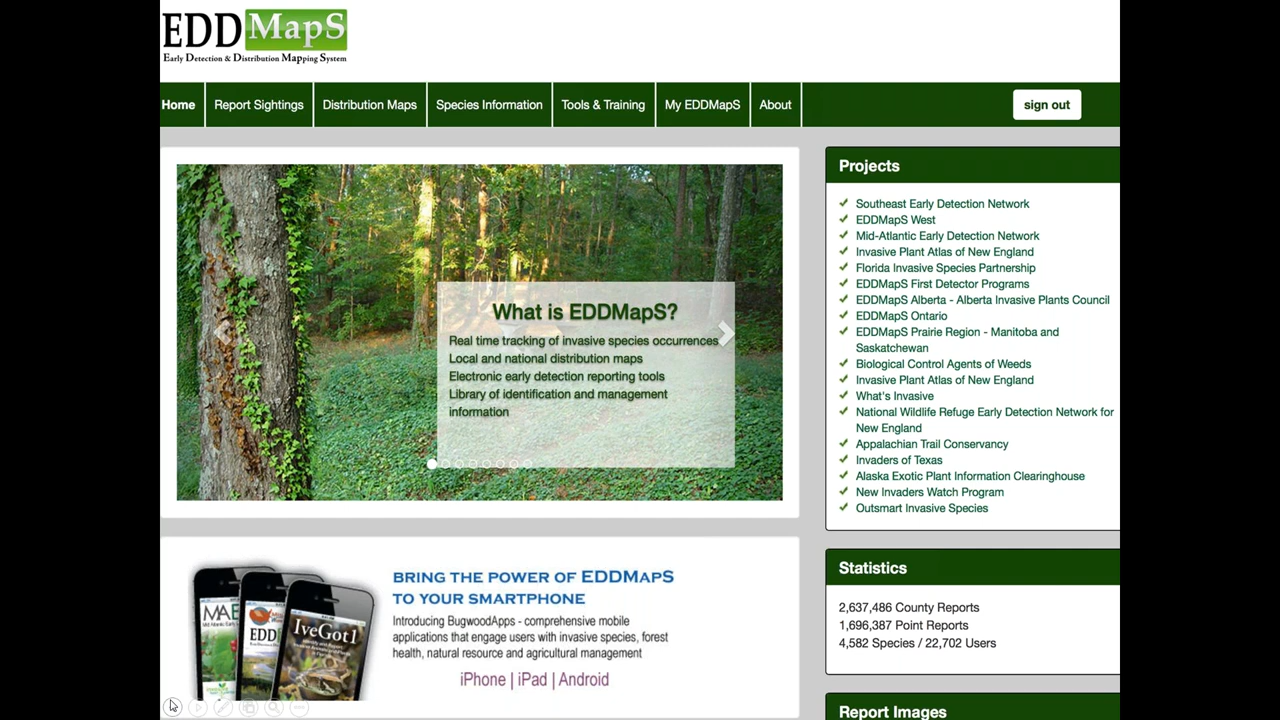 EDDMapS
Early Detection & Distribution Mapping System
Home
Report Sightings
Distribution Maps
Species Information
Tools & Training
My EDDMapS
About
sign out
What is EDDMapS?
Real time tracking of invasive species occurrences
Local and national distribution maps
Electronic early detection reporting tools
Library of identification and management
information
BRING THE POWER OF EDDMAPS
TO YOUR SMARTPHONE
Introducing BugwoodApps - comprehensive mobile
applications that engage users with invasive species, forest
health, natural resource and agricultural management
iPhone | iPad | Android
IveGot1
Projects
Southeast Early Detection Network
EDDMapS West
Mid-Atlantic Early Detection Network
Invasive Plant Atlas of New England
Florida Invasive Species Partnership
EDDMapS First Detector Programs
EDDMapS Alberta - Alberta Invasive Plants Council
EDDMapS Ontario
EDDMapS Prairie Region - Manitoba and
Saskatchewan
Biological Control Agents of Weeds
Invasive Plant Atlas of New England
What's Invasive
National Wildlife Refuge Early Detection Network for
New England
Appalachian Trail Conservancy
Invaders of Texas
Alaska Exotic Plant Information Clearinghouse
New Invaders Watch Program
Outsmart Invasive Species
Statistics
2,637,486 County Reports
1,696,387 Point Reports
4,582 Species / 22,702 Users
Report Images